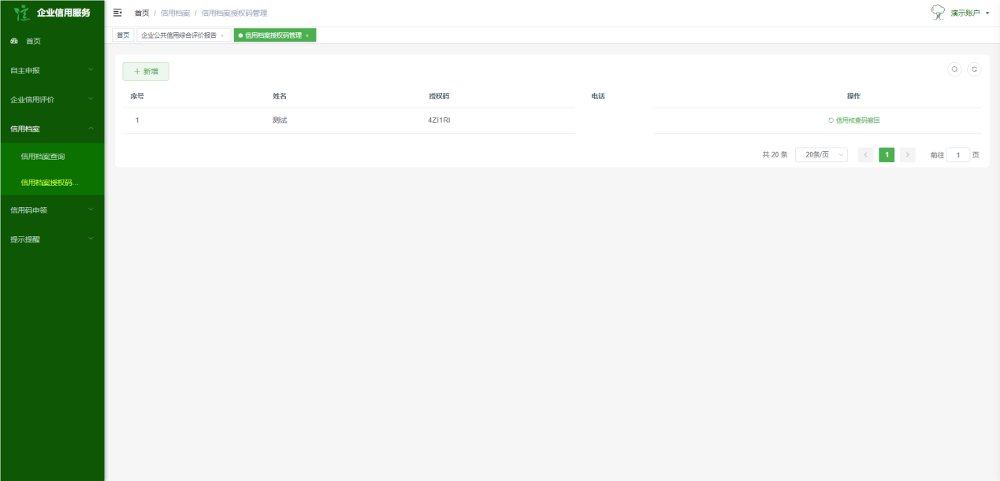 企业信用服务
首页 / 信用档案 / 信用档案授权码管理
演示账户
首页
企业公共信用综合评价报告 ×
信用档案授权码管理 ×
首页
自主申报
企业信用评价
信用档案
信用档案查询
信用档案授权码...
信用码申领
提示提醒
+ 新增
序号 姓名 授权码 电话 操作
1 测试 4ZI1RI 信用核查码撤回
共 20 条 20条/页 < 1 > 前往 1 页